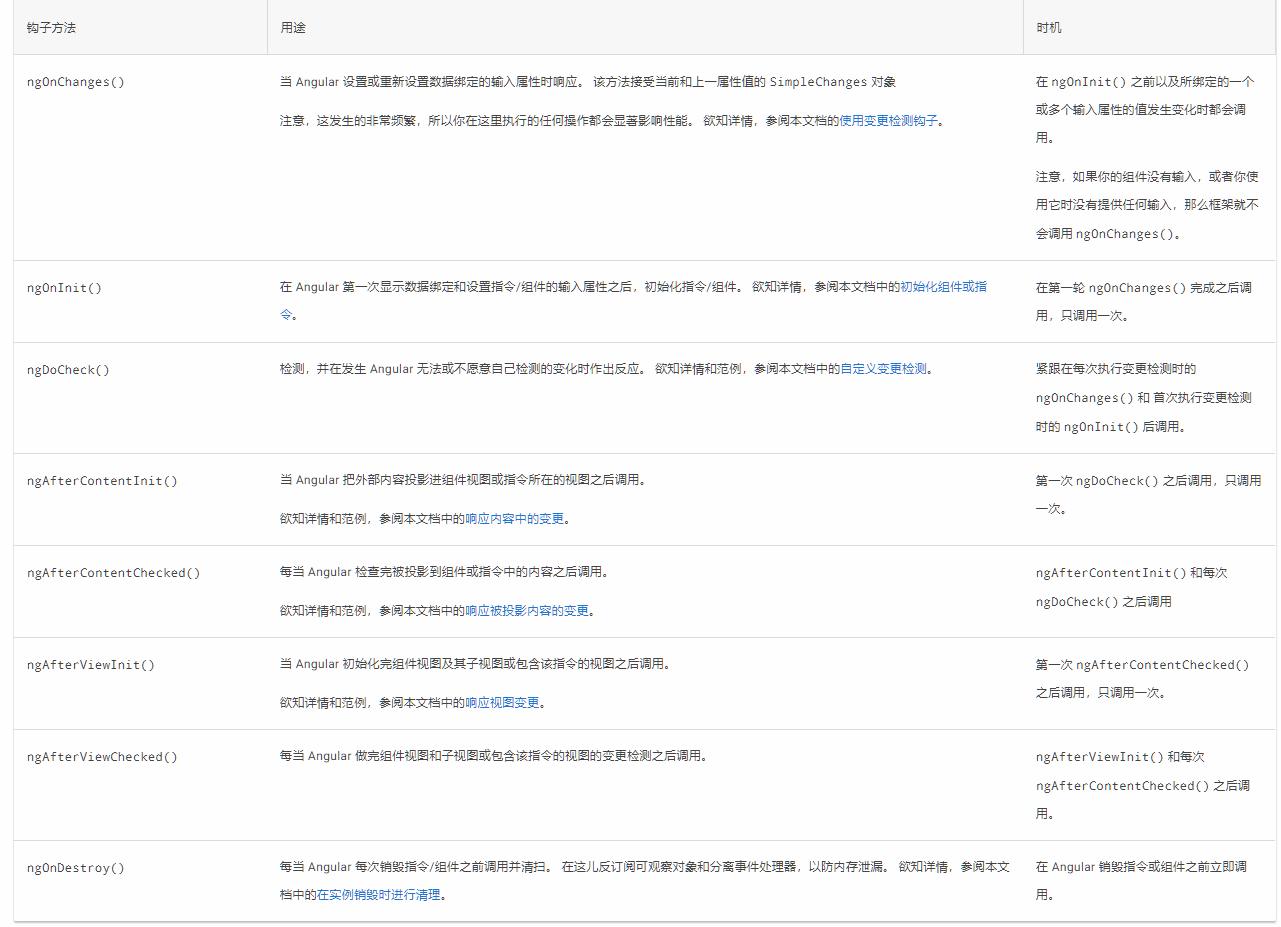 钩子方法
用途
时机
ngOnChanges()
当 Angular 设置或重新设置数据绑定的输入属性时响应。 该方法接受当前和上一属性值的 SimpleChanges 对象
注意，这发生的非常频繁，所以你在这里执行的任何操作都会显著影响性能。 欲知详情，参阅本文档的使用变更检测钩子。
在 ngOnInit() 之前以及所绑定的一个
或多个输入属性的值发生变化时都会调
用。
注意，如果你的组件没有输入，或者你使
用它时没有提供任何输入，那么框架就不
会调用 ngOnChanges()。
ngOnInit()
在 Angular 第一次显示数据绑定和设置指令/组件的输入属性之后，初始化指令/组件。 欲知详情，参阅本文档中的初始化组件或指
令。
在第一轮 ngOnChanges() 完成之后调
用，只调用一次。
ngDoCheck()
检测，并在发生 Angular 无法或不愿意自己检测的变化时作出反应。 欲知详情和范例，参阅本文档中的自定义变更检测。
紧跟在每次执行变更检测时的
ngOnChanges() 和 首次执行变更检测
时的 ngOnInit() 后调用。
ngAfterContentInit()
当 Angular 把外部内容投影进组件视图或指令所在的视图之后调用。
欲知详情和范例，参阅本文档中的响应内容中的变更。
第一次 ngDoCheck() 之后调用，只调用
一次。
ngAfterContentChecked()
每当 Angular 检查完被投影到组件或指令中的内容之后调用。
欲知详情和范例，参阅本文档中的响应被投影内容的变更。
ngAfterContentInit() 和每次
ngDoCheck() 之后调用
ngAfterViewInit()
当 Angular 初始化完组件视图及其子视图或包含该指令的视图之后调用。
欲知详情和范例，参阅本文档中的响应视图变更。
第一次 ngAfterContentChecked()
之后调用，只调用一次。
ngAfterViewChecked()
每当 Angular 做完组件视图和子视图或包含该指令的视图的变更检测之后调用。
ngAfterViewInit() 和每次
ngAfterContentChecked() 之后调
用。
ngOnDestroy()
每当 Angular 每次销毁指令/组件之前调用并清扫。 在这儿反订阅可观察对象和分离事件处理器，以防内存泄漏。 欲知详情，参阅本文
档中的在实例销毁时进行清理。
在 Angular 销毁指令或组件之前立即调
用。